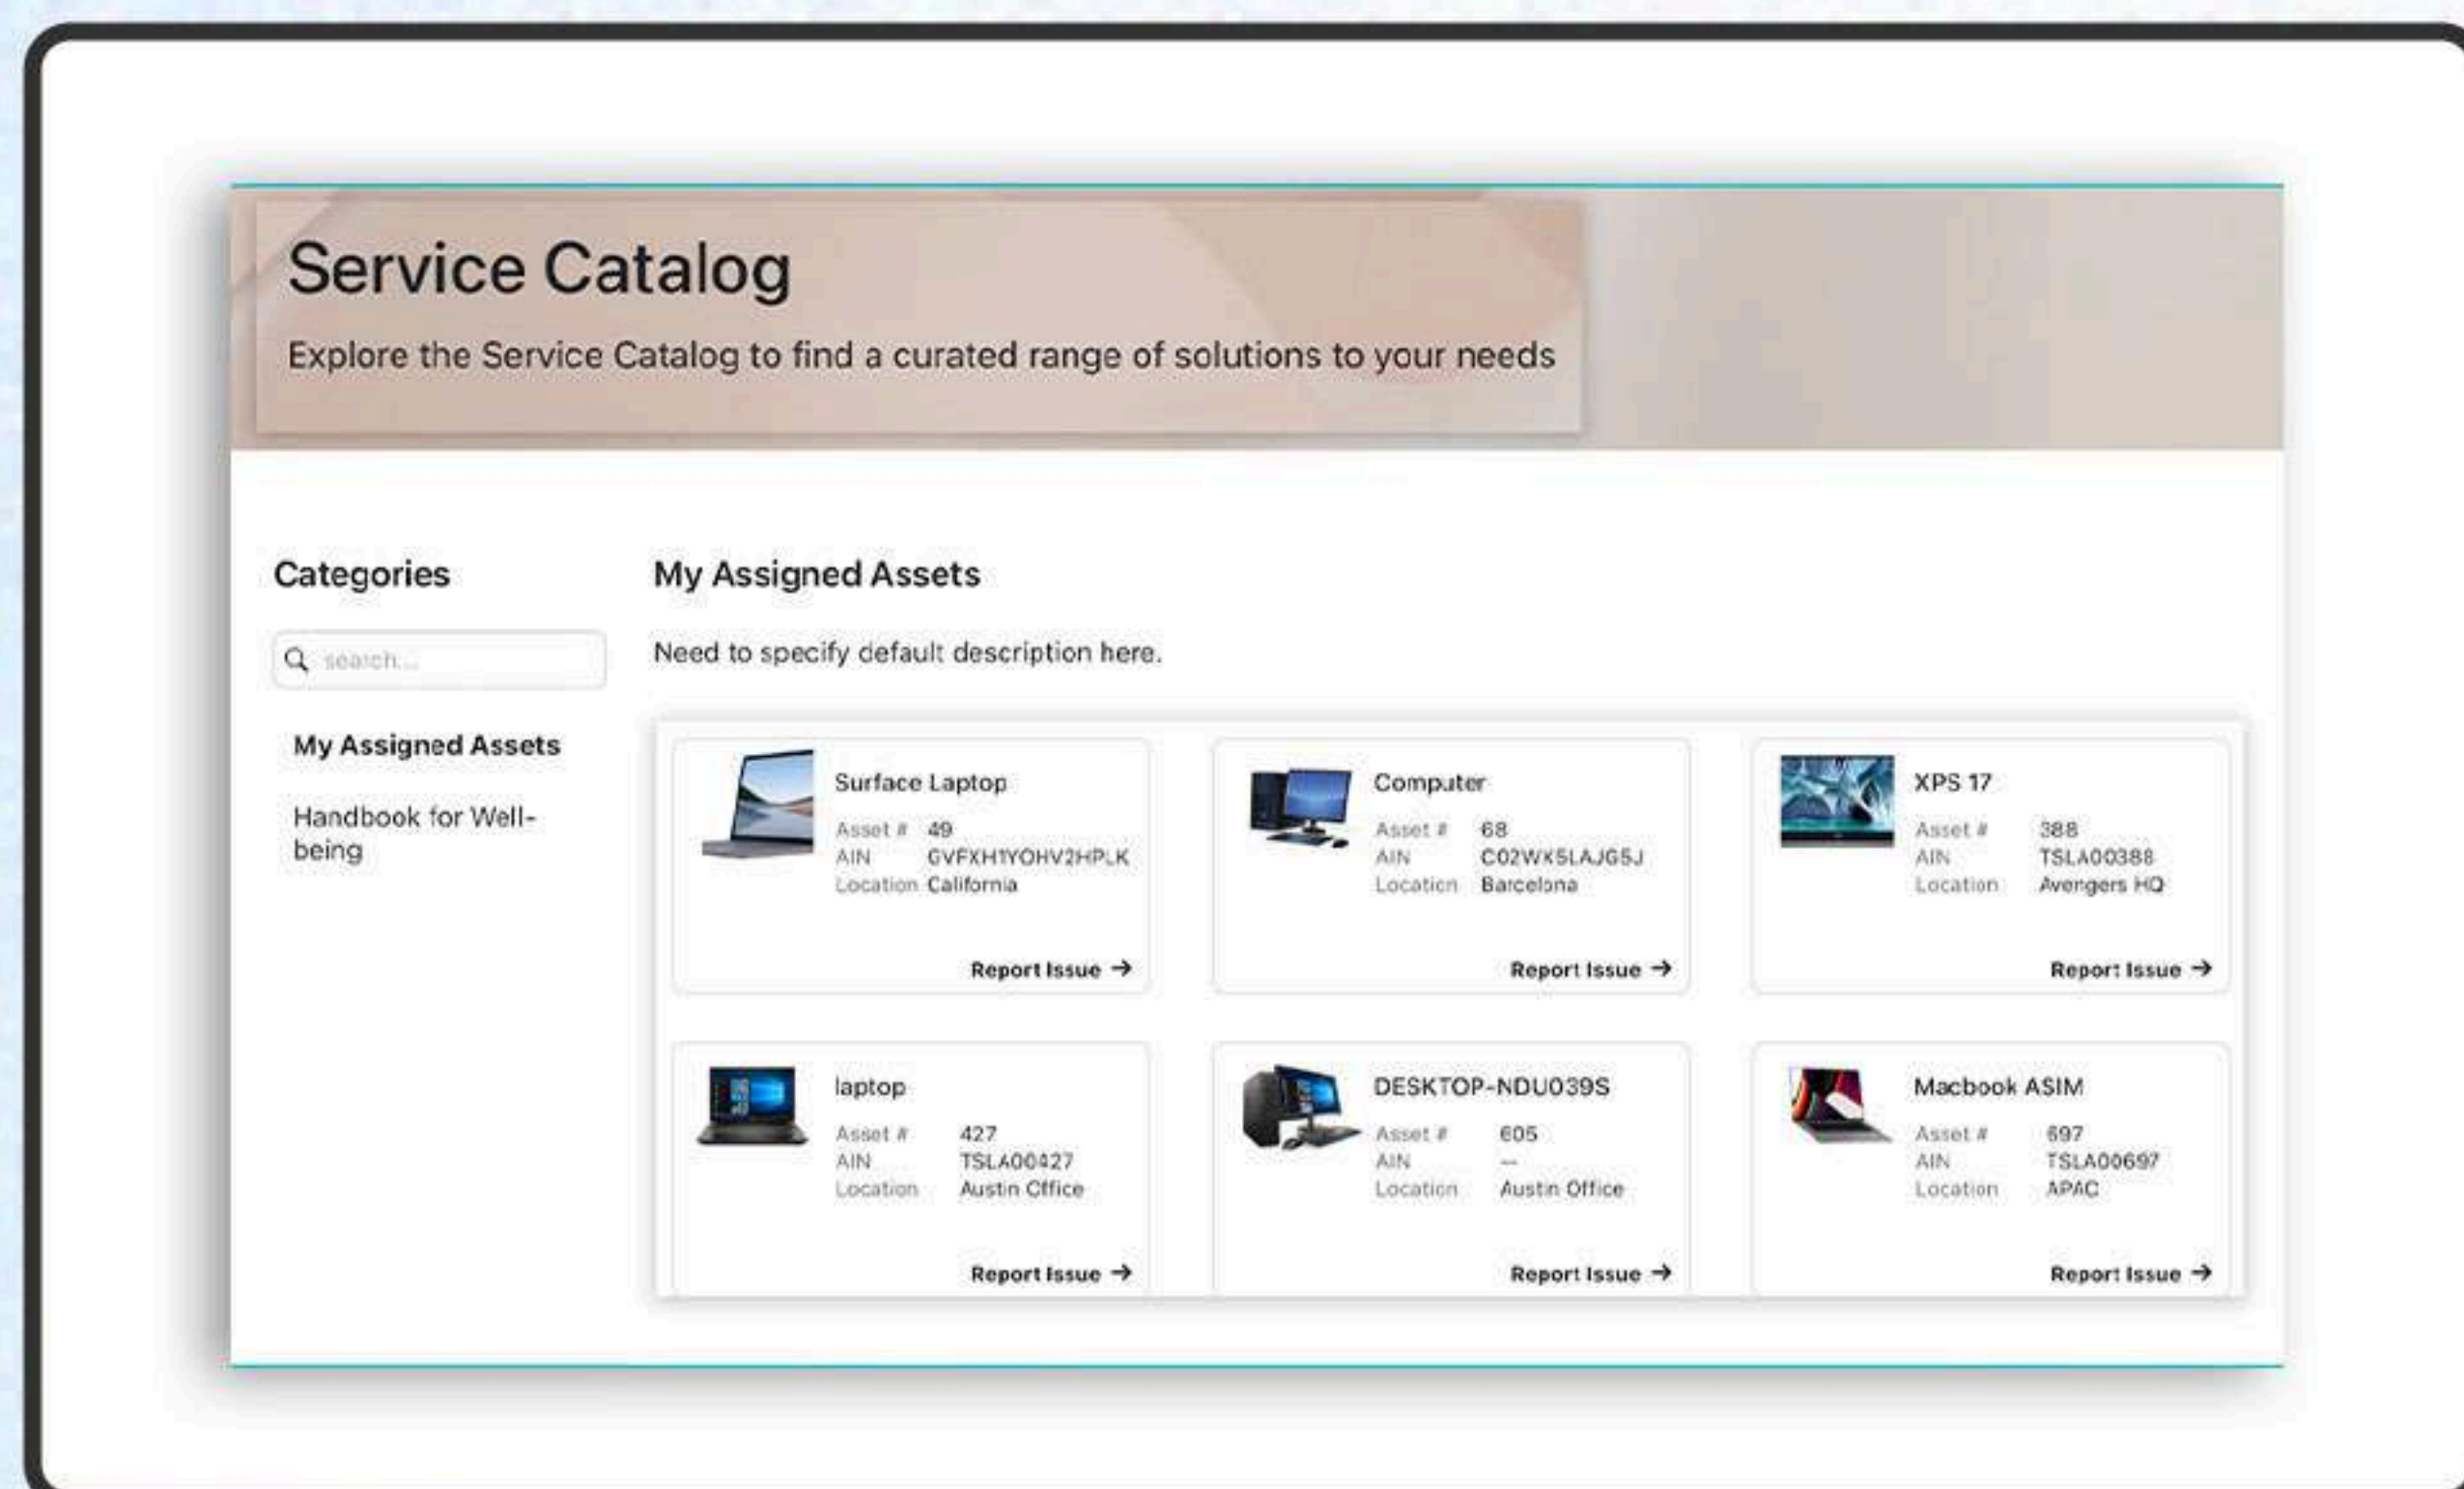 Service Catalog
Explore the Service Catalog to find a curated range of solutions to your needs
Categories
search...
My Assigned Assets
Handbook for Well-
being
My Assigned Assets
Need to specify default description here.
Surface Laptop
Asset # 49
AIN GVFXH1YOHV2HPLK
Location California
Report Issue →
Computer
Asset # 68
AIN C02WX5LAJG5J
Location Barcelona
Report Issue →
XPS 17
Asset # 388
AIN TSLA00388
Location Avengers HQ
Report Issue →
laptop
Asset # 427
AIN TSLA00427
Location Austin Office
Report Issue →
DESKTOP-NDU039S
Asset # 605
AIN --
Location Austin Office
Report Issue →
Macbook ASIM
Asset # 697
AIN TSLA00697
Location APAC
Report Issue →